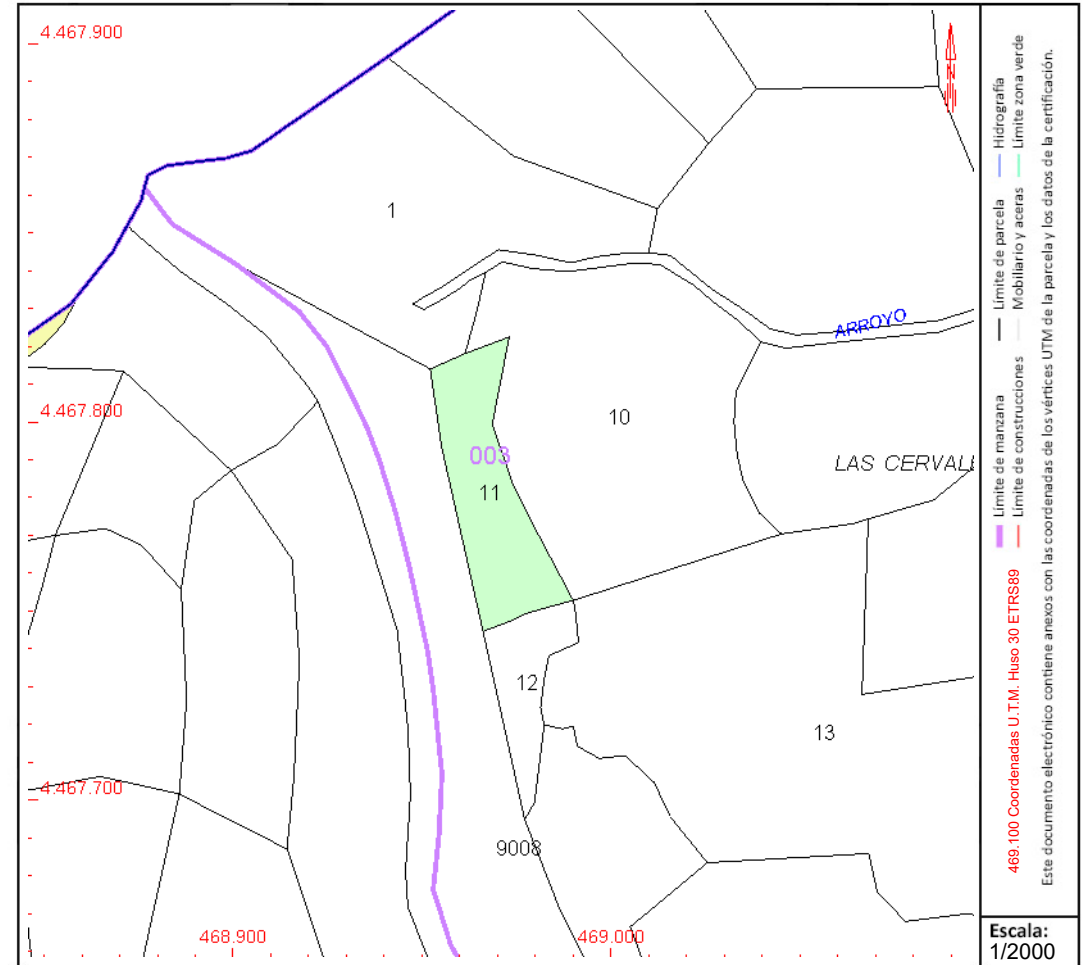 4.467.900
1
ARROYO
4.467.800
10
003
LAS CERVALE
11
12
13
4.467.700
9008
468.900
469.000
N
Límite de manzana
Límite de parcela
Hidrografía
469.100 Coordenadas U.T.M. Huso 30 ETRS89
Límite de construcciones
Mobiliario y aceras
Límite zona verde
Este documento electrónico contiene anexos con las coordenadas de los vértices UTM de la parcela y los datos de la certificación.
Escala:
1/2000